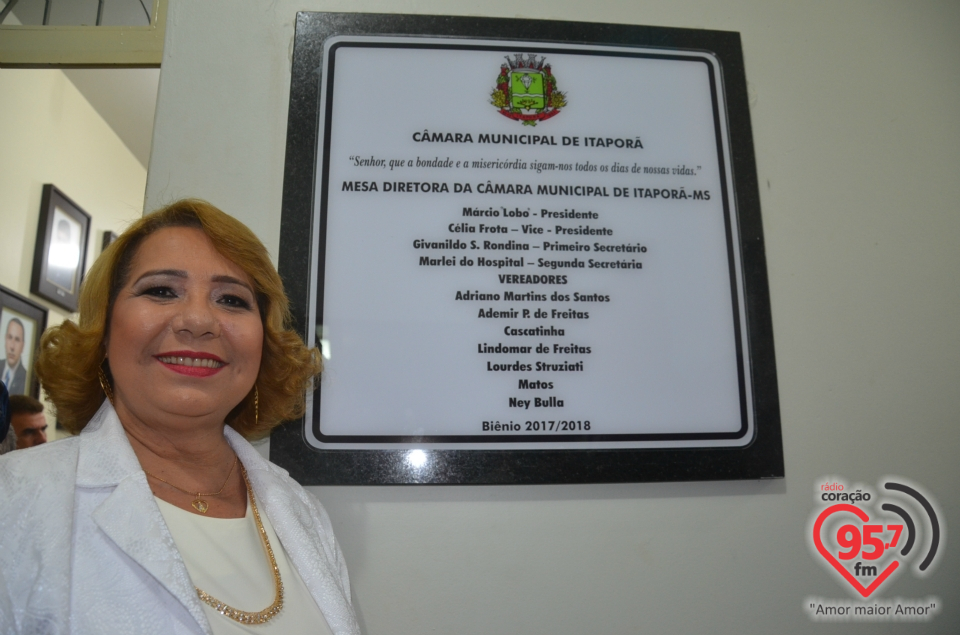 CÂMARA MUNICIPAL DE ITAPORÃ
"Senhor, que a bondade e a misericórdia sigam-nos todos os dias de nossas vidas."
MESA DIRETORA DA CÂMARA MUNICIPAL DE ITAPORÃ-MS
Márcio Lobo - Presidente
Célia Frota – Vice - Presidente
Givanildo S. Rondina – Primeiro Secretário
Marlei do Hospital – Segunda Secretária
VEREADORES
Adriano Martins dos Santos
Ademir P. de Freitas
Cascatinha
Lindomar de Freitas
Lourdes Struziati
Matos
Ney Bulla
Biênio 2017/2018
rádio
coração
95.7
fm
"Amor maior Amor"